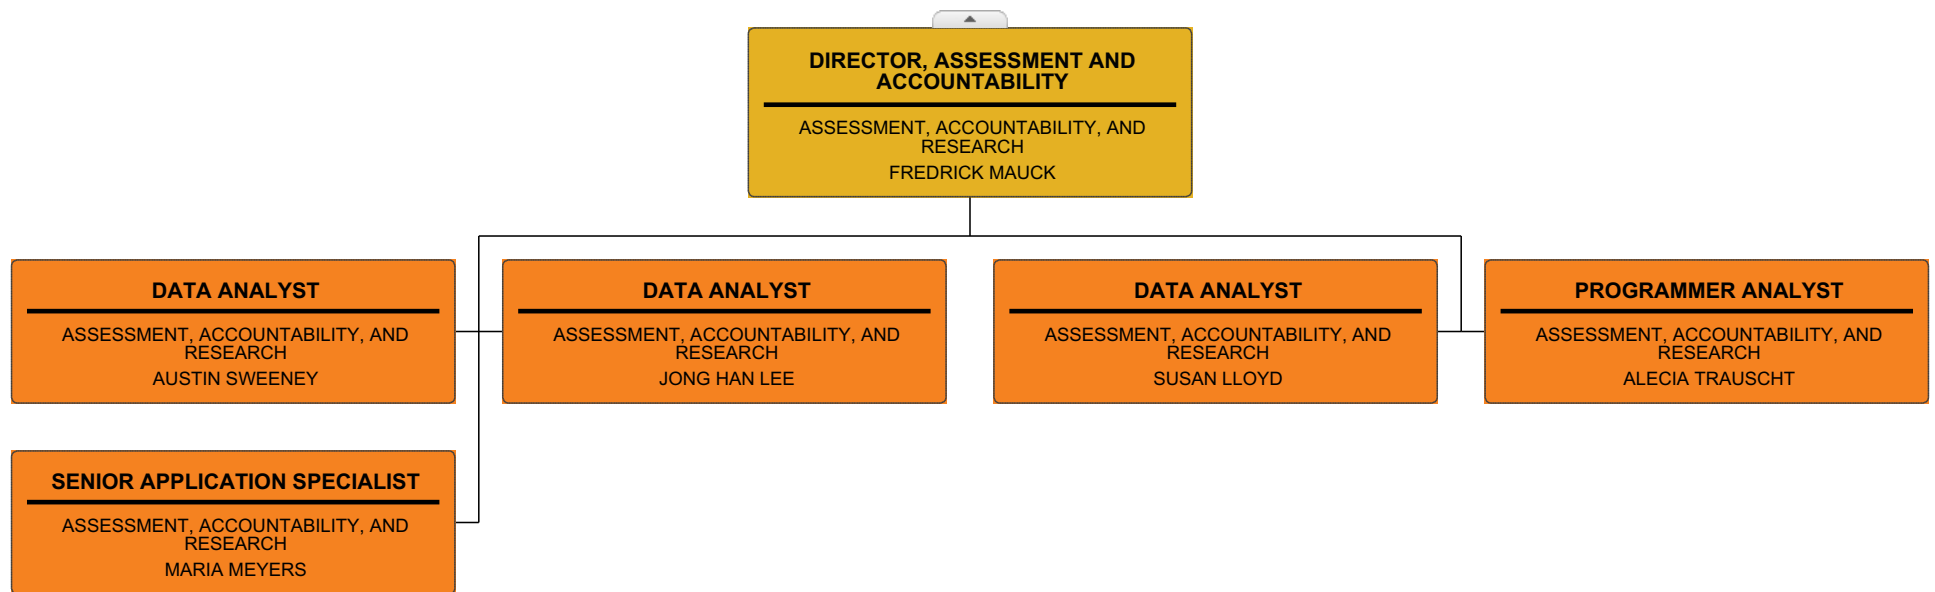 DIRECTOR, ASSESSMENT AND
ACCOUNTABILITY
ASSESSMENT, ACCOUNTABILITY, AND
RESEARCH
FREDRICK MAUCK
DATA ANALYST
ASSESSMENT, ACCOUNTABILITY, AND
RESEARCH
AUSTIN SWEENEY
DATA ANALYST
ASSESSMENT, ACCOUNTABILITY, AND
RESEARCH
JONG HAN LEE
DATA ANALYST
ASSESSMENT, ACCOUNTABILITY, AND
RESEARCH
SUSAN LLOYD
PROGRAMMER ANALYST
ASSESSMENT, ACCOUNTABILITY, AND
RESEARCH
ALECIA TRAUSCHT
SENIOR APPLICATION SPECIALIST
ASSESSMENT, ACCOUNTABILITY, AND
RESEARCH
MARIA MEYERS